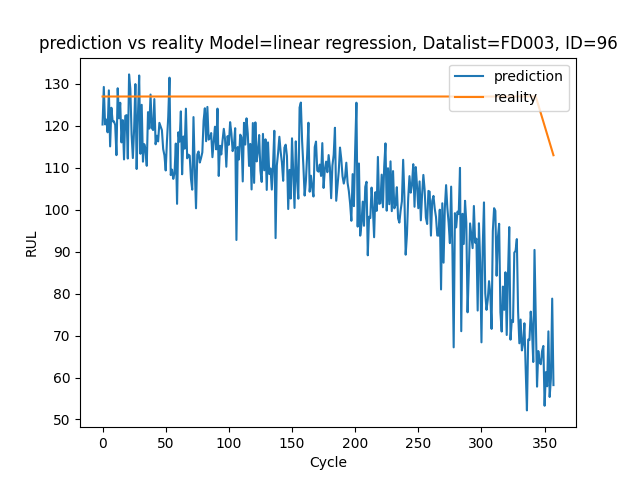 prediction vs reality Model=linear regression, Datalist=FD003, ID=96
prediction
reality
RUL
130
120
110
100
90
80
70
60
50
0 50 100 150 200 250 300 350
Cycle